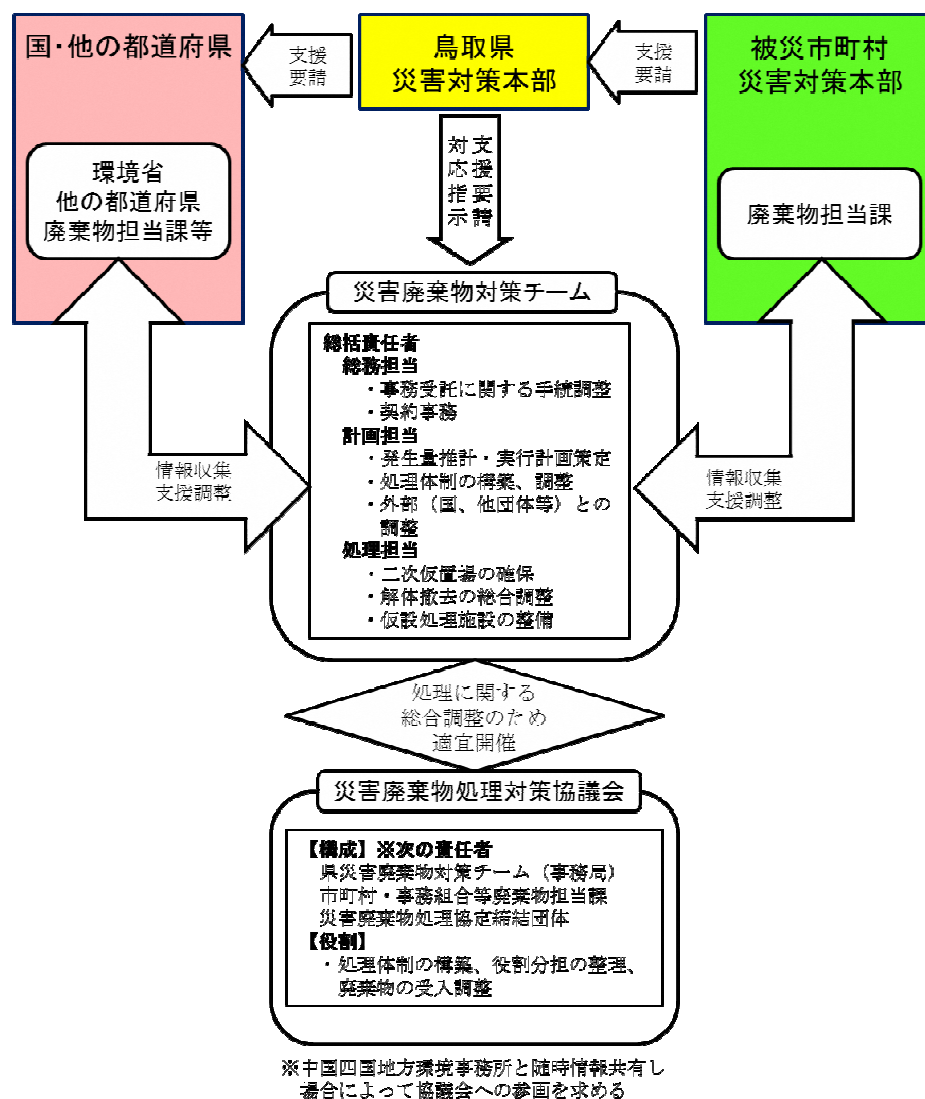 国・他の都道府県
支援
要請
鳥取県
災害対策本部
支援
要請
被災市町村
災害対策本部
環境省
他の都道府県
廃棄物担当課等
支援要請
対応指示
廃棄物担当課
災害廃棄物対策チーム
総括責任者
総務担当
・事務受託に関する手続調整
・契約事務
計画担当
・発生量推計・実行計画策定
・処理体制の構築、調整
・外部（国、他団体等）との
調整
処理担当
・二次仮置場の確保
・解体撤去の総合調整
・仮設処理施設の整備
情報収集
支援調整
情報収集
支援調整
処理に関する
総合調整のため
適宜開催
災害廃棄物処理対策協議会
【構成】※次の責任者
県災害廃棄物対策チーム（事務局）
市町村・事務組合等廃棄物担当課
災害廃棄物処理協定締結団体
【役割】
・処理体制の構築、役割分担の整理、
廃棄物の受入調整
※中国四国地方環境事務所と随時情報共有し
場合によって協議会への参画を求める